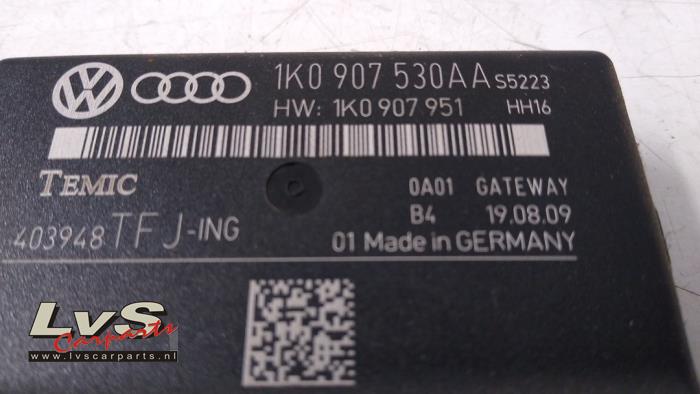 1K0 907 530AA S5223
HW: 1K0 907 951 HH16
TEMIC
0A01 GATEWAY
B4 19.08.09
403948 TFJ-ING
01 Made in GERMANY
LvS
Carparts
www.lvscarparts.nl